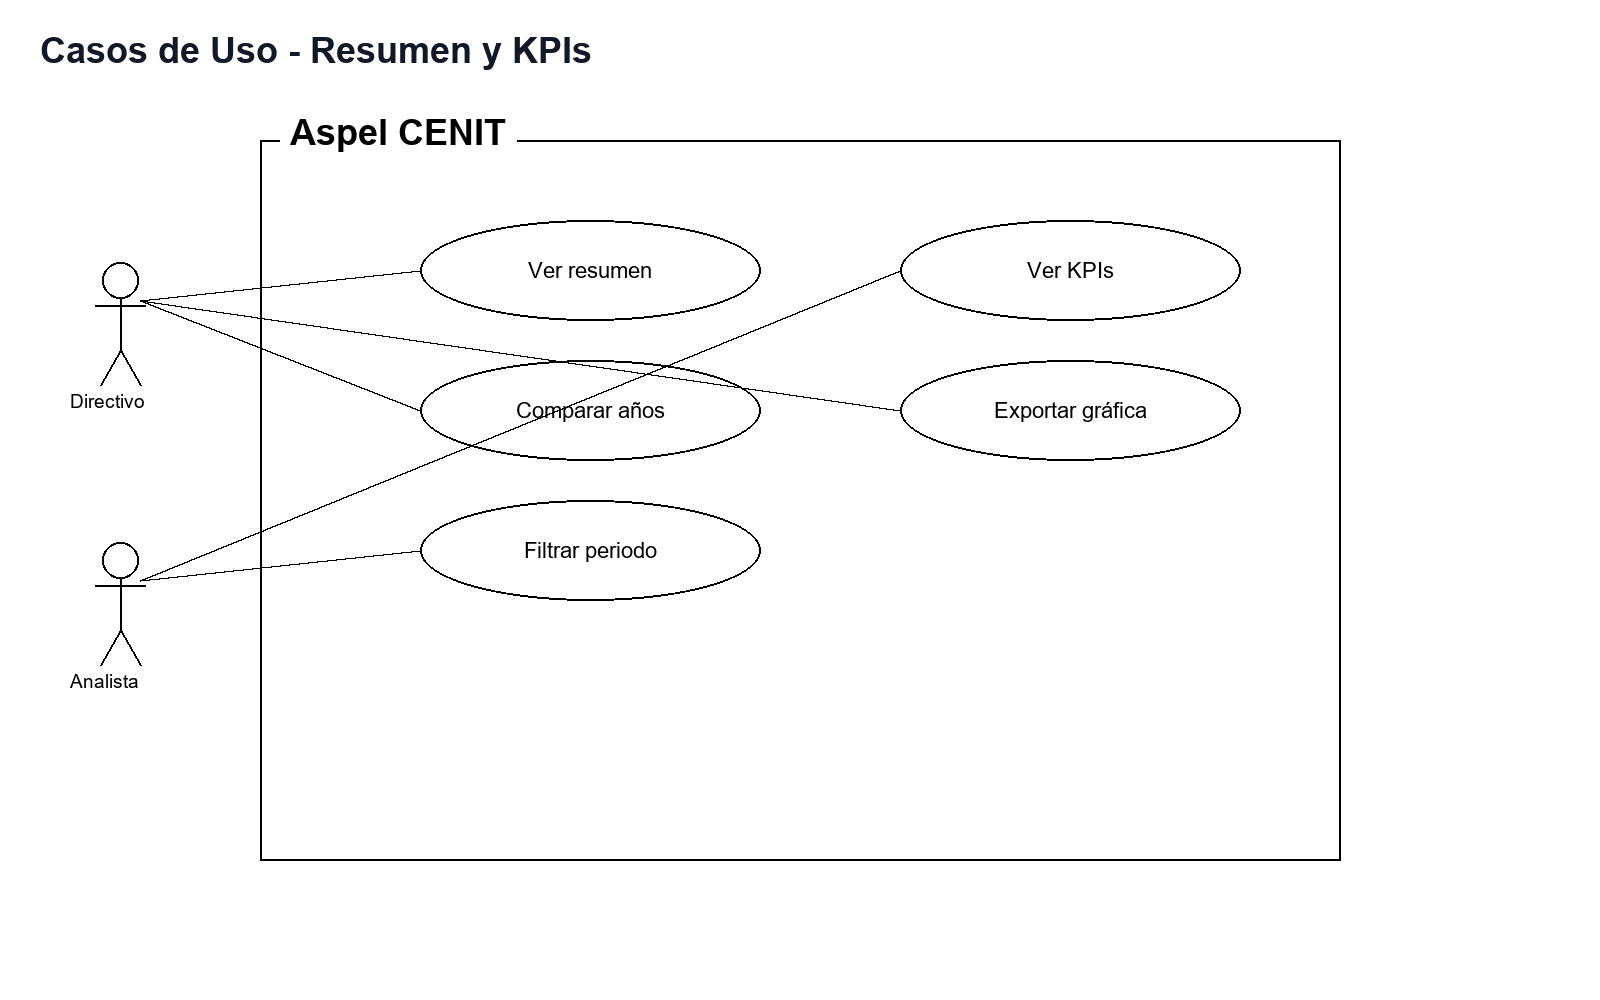 Casos de Uso - Resumen y KPIs
Aspel CENIT
Ver resumen
Ver KPIs
Directivo
Comparar años
Exportar gráfica
Filtrar periodo
Analista